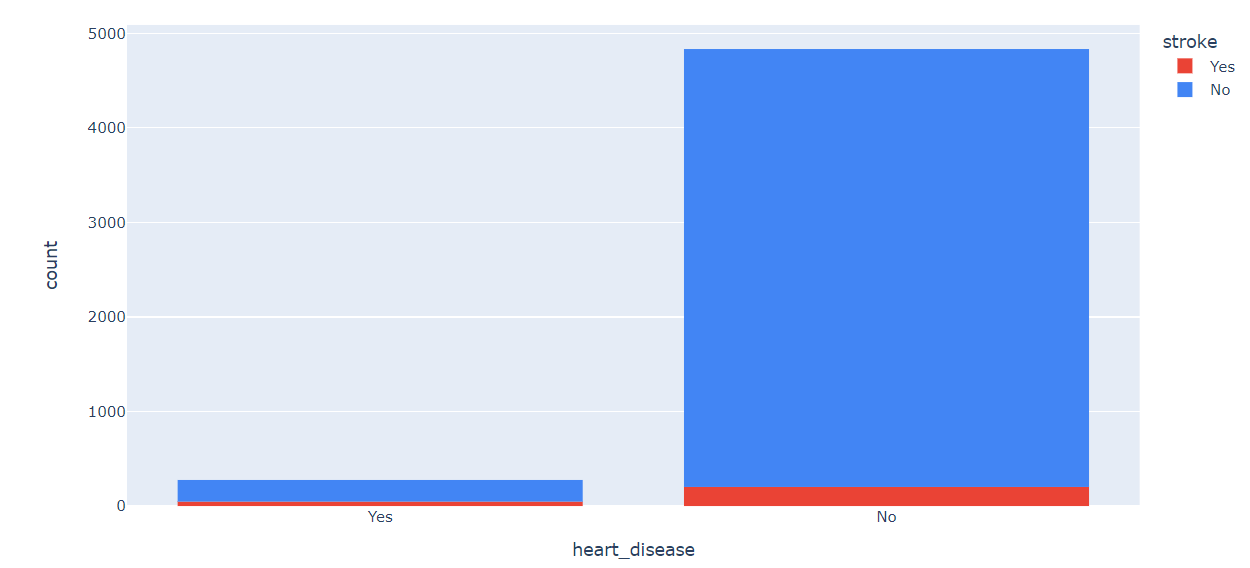 5000
4000
3000
2000
1000
0
count
Yes
No
heart_disease
stroke
Yes
No